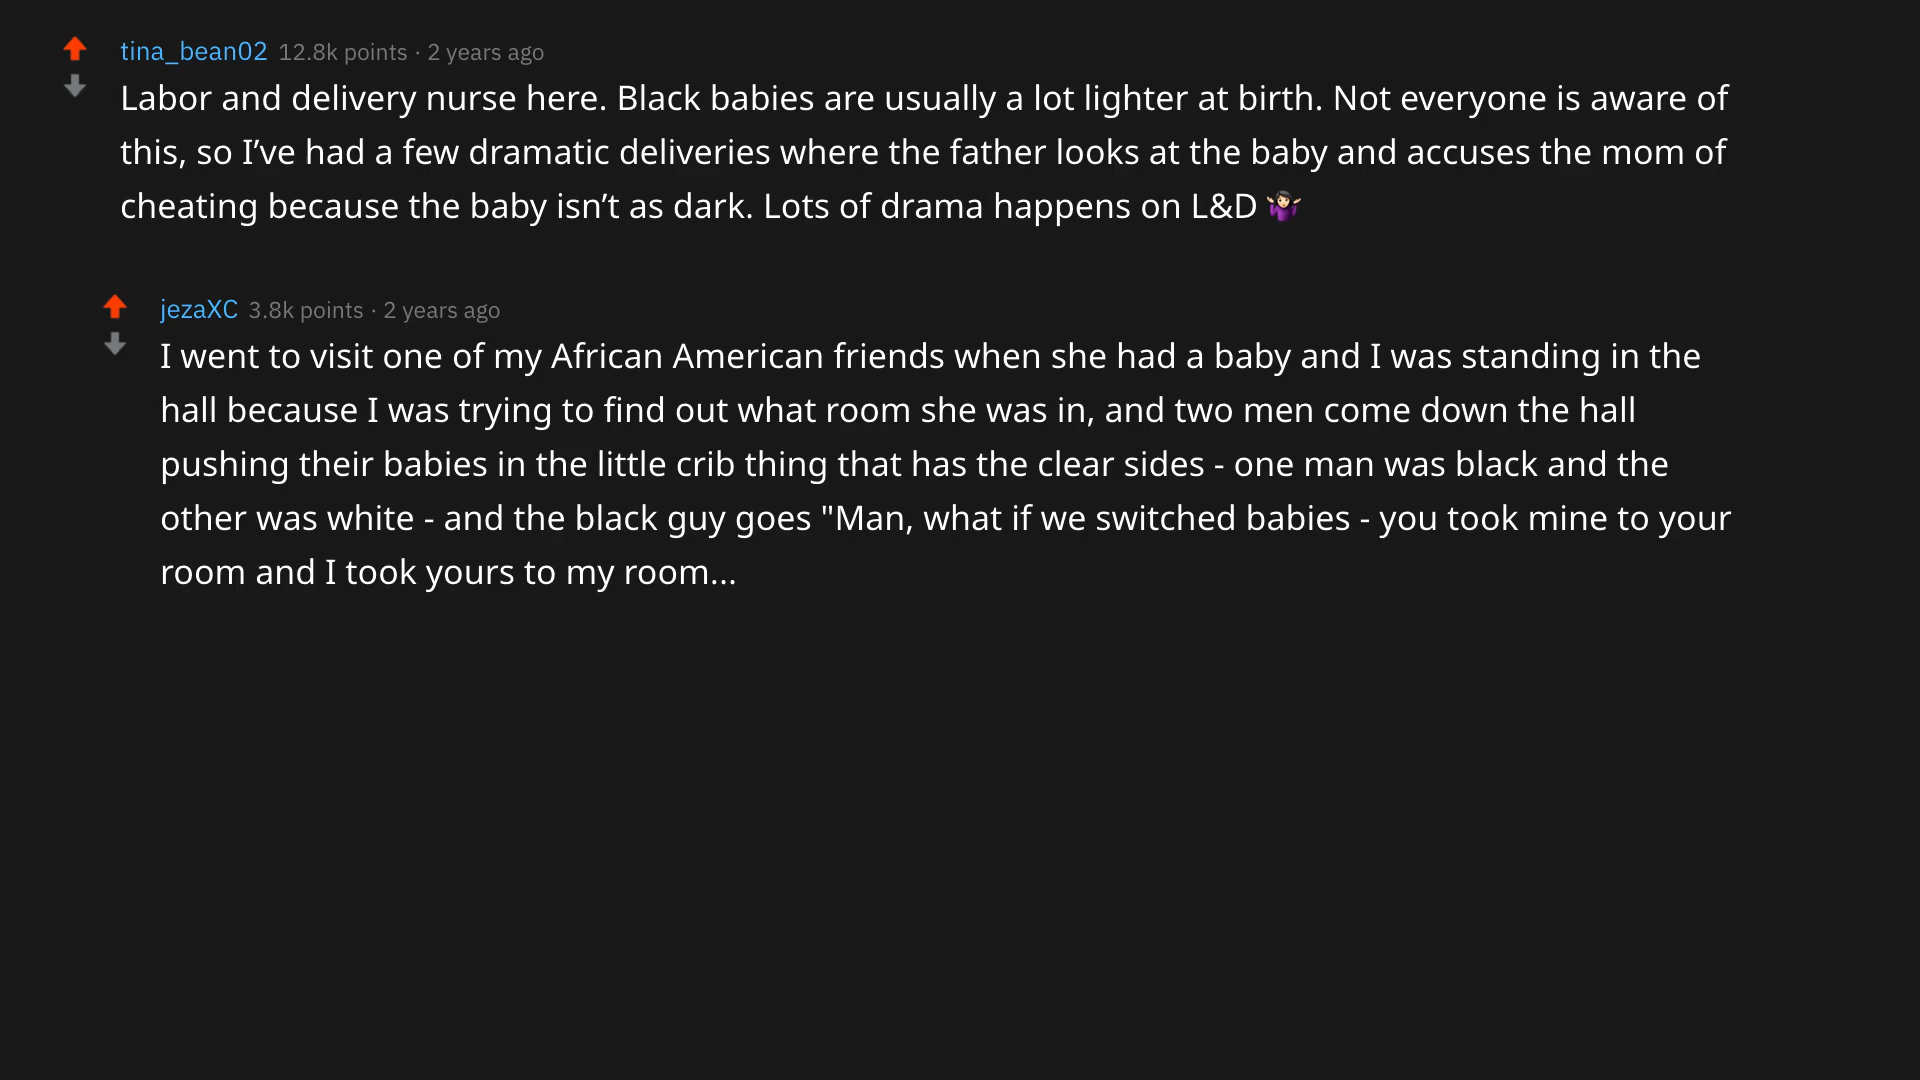 tina_bean02 12.8k points · 2 years ago
Labor and delivery nurse here. Black babies are usually a lot lighter at birth. Not everyone is aware of
this, so I’ve had a few dramatic deliveries where the father looks at the baby and accuses the mom of
cheating because the baby isn’t as dark. Lots of drama happens on L&D 🤷🏻‍♀️
jezaXC 3.8k points · 2 years ago
I went to visit one of my African American friends when she had a baby and I was standing in the
hall because I was trying to find out what room she was in, and two men come down the hall
pushing their babies in the little crib thing that has the clear sides - one man was black and the
other was white - and the black guy goes "Man, what if we switched babies - you took mine to your
room and I took yours to my room...